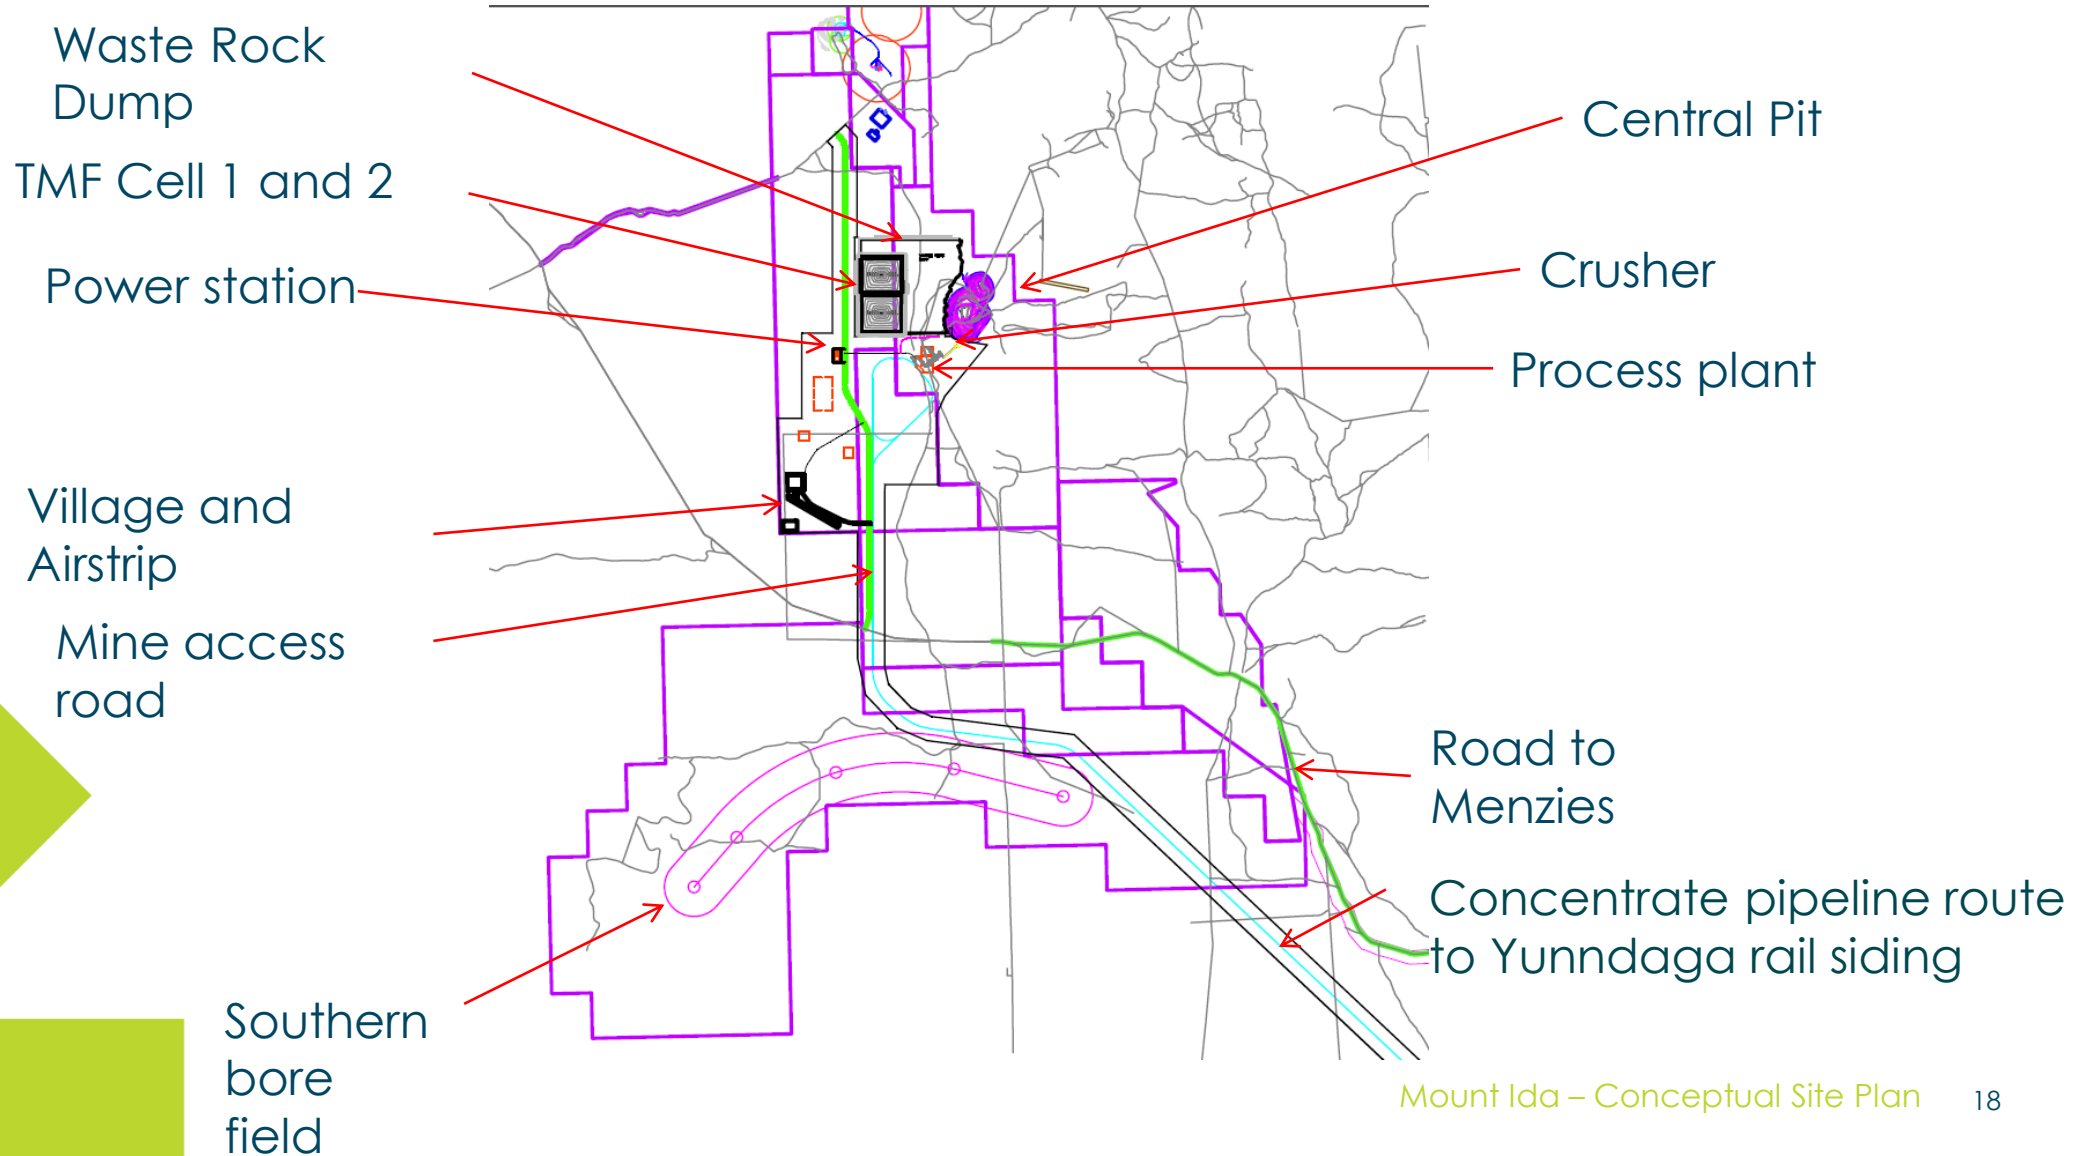 Waste Rock
Dump
TMF Cell 1 and 2
Power station
Village and
Airstrip
Mine access
road
Southern
bore
field
Central Pit
Crusher
Process plant
Road to
Menzies
Concentrate pipeline route
to Yunndaga rail siding
Mount Ida – Conceptual Site Plan
18